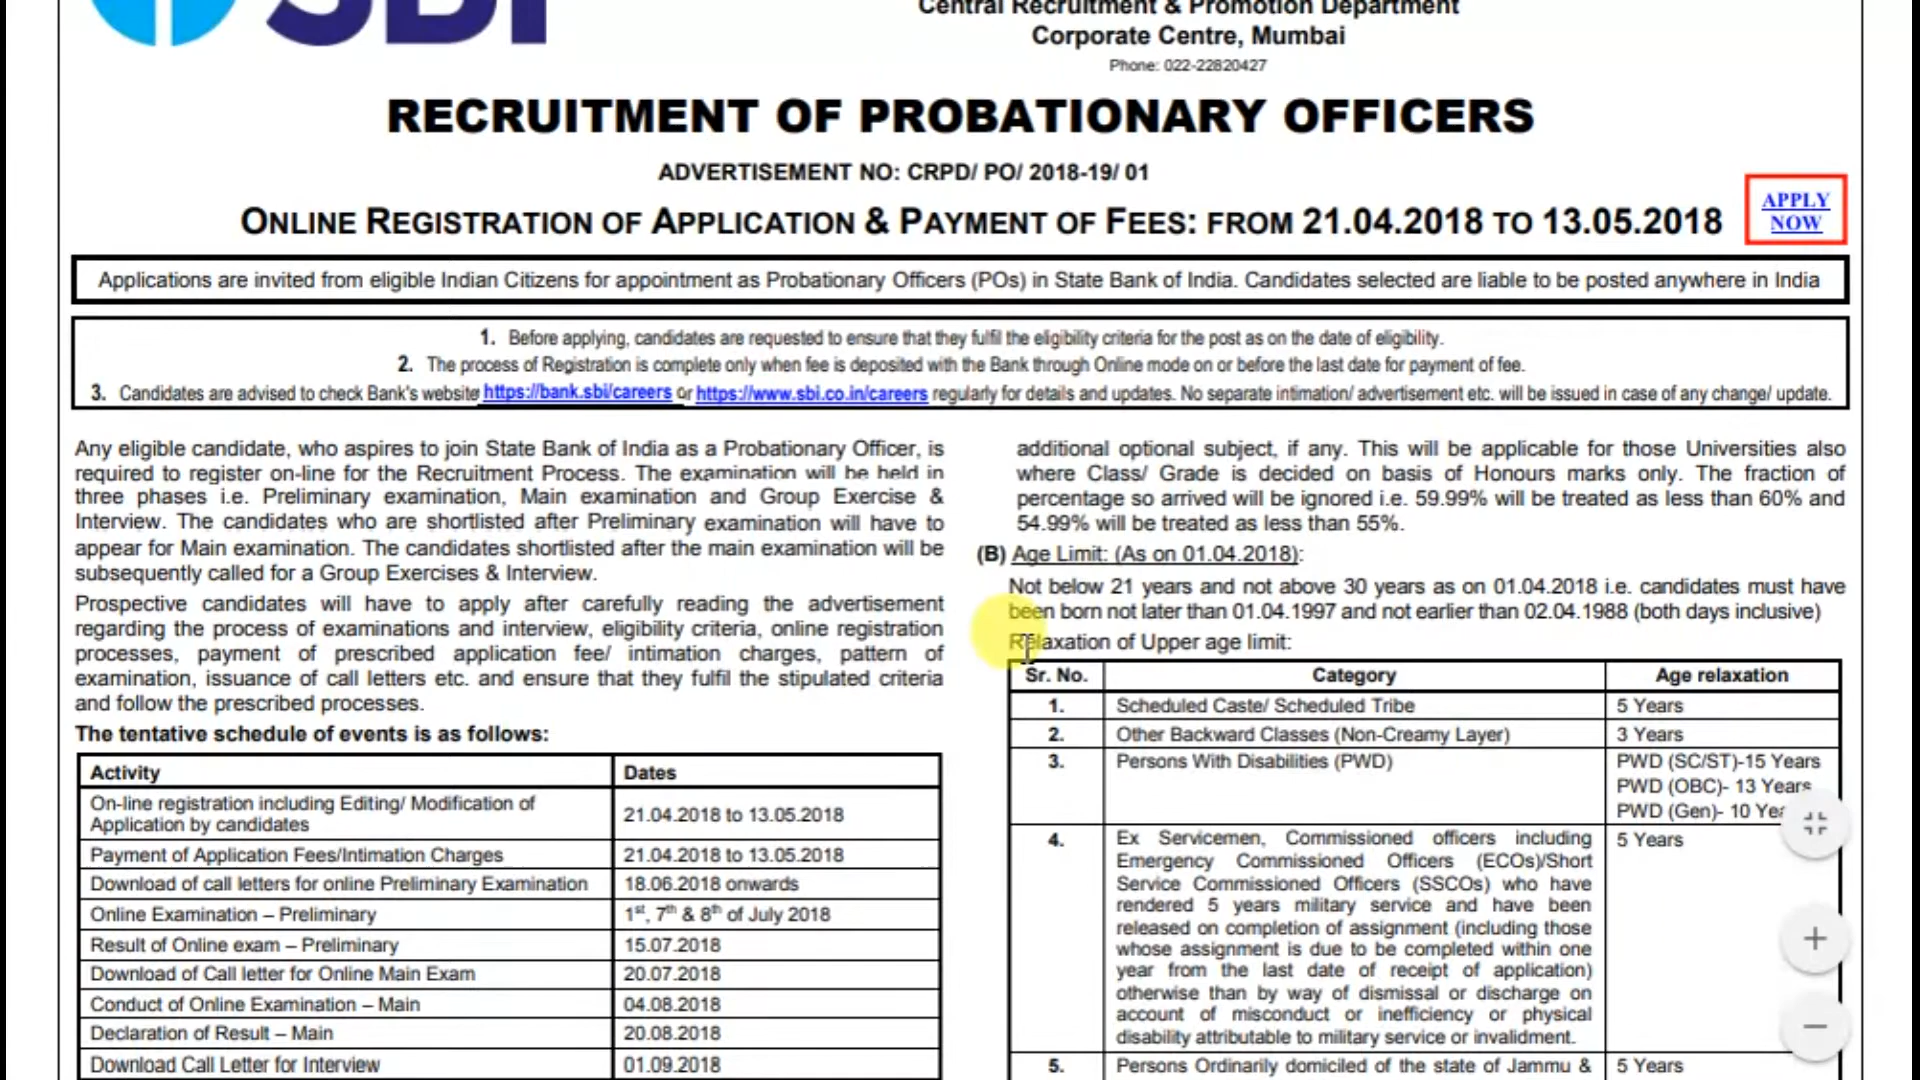 SBI
Central Recruitment & Promotion Department
Corporate Centre, Mumbai
Phone: 022-22820427
RECRUITMENT OF PROBATIONARY OFFICERS
ADVERTISEMENT NO: CRPD/ PO/ 2018-19/ 01
ONLINE REGISTRATION OF APPLICATION & PAYMENT OF FEES: FROM 21.04.2018 TO 13.05.2018
APPLY
NOW
Applications are invited from eligible Indian Citizens for appointment as Probationary Officers (POs) in State Bank of India. Candidates selected are liable to be posted anywhere in India
1. Before applying, candidates are requested to ensure that they fulfil the eligibility criteria for the post as on the date of eligibility.
2. The process of Registration is complete only when fee is deposited with the Bank through Online mode on or before the last date for payment of fee.
3. Candidates are advised to check Bank's website https://bank.sbi/careers or https://www.sbi.co.in/careers regularly for details and updates. No separate intimation/ advertisement etc. will be issued in case of any change/ update.
Any eligible candidate, who aspires to join State Bank of India as a Probationary Officer, is
required to register on-line for the Recruitment Process. The examination will be held in
three phases i.e. Preliminary examination, Main examination and Group Exercise &
Interview. The candidates who are shortlisted after Preliminary examination will have to
appear for Main examination. The candidates shortlisted after the main examination will be
subsequently called for a Group Exercises & Interview.
Prospective candidates will have to apply after carefully reading the advertisement
regarding the process of examinations and interview, eligibility criteria, online registration
processes, payment of prescribed application fee/ intimation charges, pattern of
examination, issuance of call letters etc. and ensure that they fulfil the stipulated criteria
and follow the prescribed processes.
The tentative schedule of events is as follows:
Activity Dates
On-line registration including Editing/ Modification of
Application by candidates 21.04.2018 to 13.05.2018
Payment of Application Fees/Intimation Charges 21.04.2018 to 13.05.2018
Download of call letters for online Preliminary Examination 18.06.2018 onwards
Online Examination – Preliminary 1st, 7th & 8th of July 2018
Result of Online exam – Preliminary 15.07.2018
Download of Call letter for Online Main Exam 20.07.2018
Conduct of Online Examination – Main 04.08.2018
Declaration of Result – Main 20.08.2018
Download Call Letter for Interview 01.09.2018
additional optional subject, if any. This will be applicable for those Universities also
where Class/ Grade is decided on basis of Honours marks only. The fraction of
percentage so arrived will be ignored i.e. 59.99% will be treated as less than 60% and
54.99% will be treated as less than 55%.
(B) Age Limit: (As on 01.04.2018):
Not below 21 years and not above 30 years as on 01.04.2018 i.e. candidates must have
been born not later than 01.04.1997 and not earlier than 02.04.1988 (both days inclusive)
Relaxation of Upper age limit:
Sr. No. Category Age relaxation
1. Scheduled Caste/ Scheduled Tribe 5 Years
2. Other Backward Classes (Non-Creamy Layer) 3 Years
3. Persons With Disabilities (PWD) PWD (SC/ST)-15 Years
PWD (OBC)- 13 Years
PWD (Gen)- 10 Yea
4. Ex Servicemen, Commissioned officers including 5 Years
Emergency Commissioned Officers (ECOs)/Short
Service Commissioned Officers (SSCOs) who have
rendered 5 years military service and have been
released on completion of assignment (including those
whose assignment is due to be completed within one
year from the last date of receipt of application)
otherwise than by way of dismissal or discharge on
account of misconduct or inefficiency or physical
disability attributable to military service or invalidment.
5. Persons Ordinarily domiciled of the state of Jammu & 5 Years